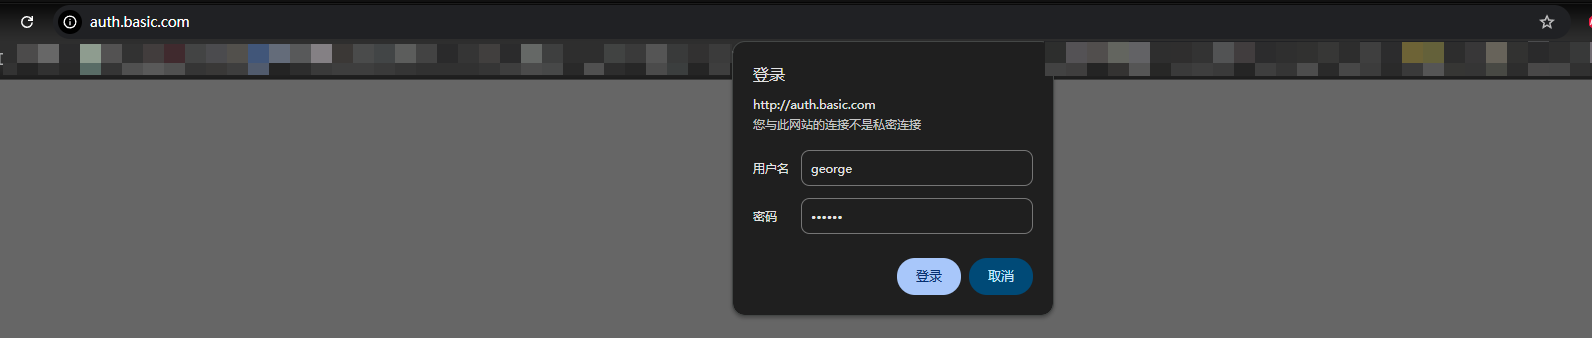 auth.basic.com
登录
http://auth.basic.com
您与此网站的连接不是私密连接
用户名 george
密码 ••••••
登录 取消